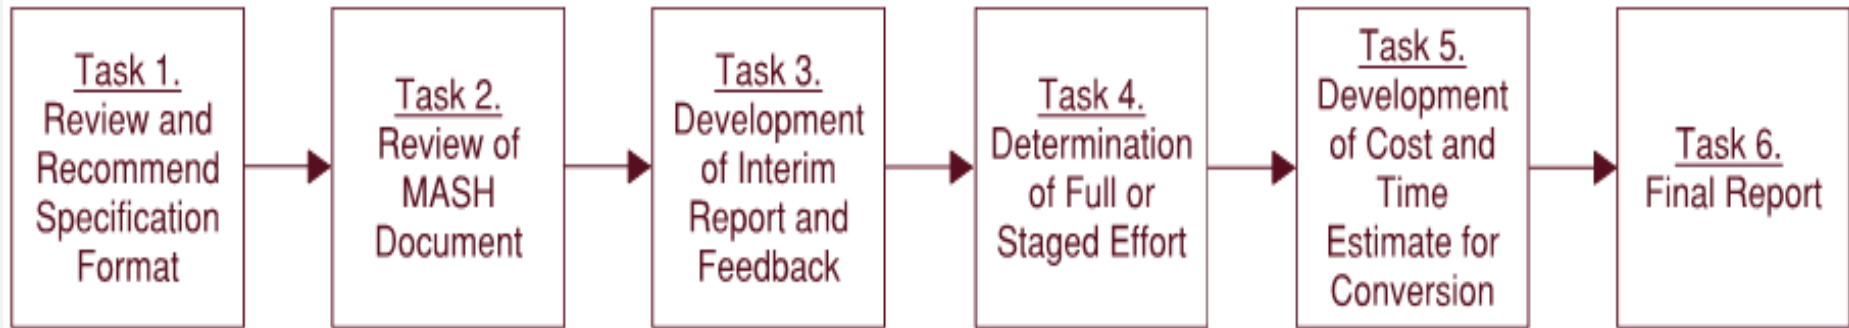 Task 1.
Review and
Recommend
Specification
Format
Task 2.
Review of
MASH
Document
Task 3.
Development
of Interim
Report and
Feedback
Task 4.
Determination
of Full or
Staged Effort
Task 5.
Development
of Cost and
Time
Estimate for
Conversion
Task 6.
Final Report